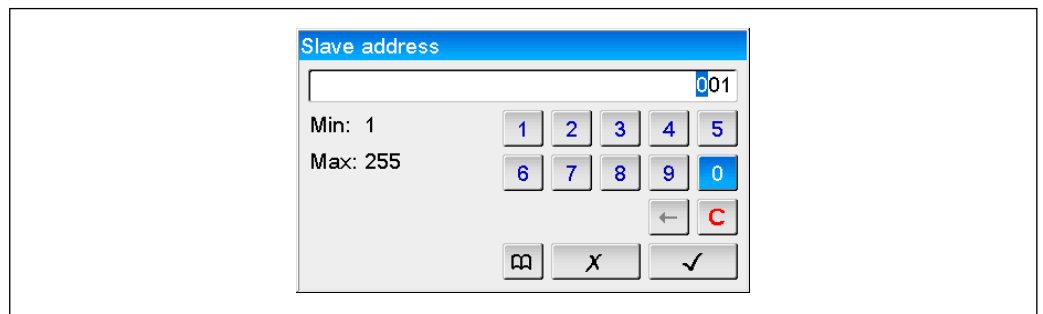 Slave address
001
Min: 1
Max: 255
1 2 3 4 5
6 7 8 9 0
← C
X ✓